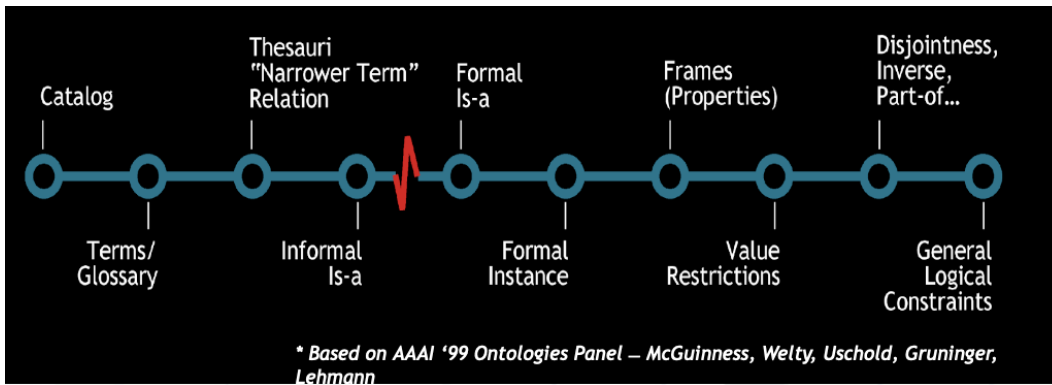 Catalog
Thesauri
“Narrower Term”
Relation
Formal
Is-a
Frames
(Properties)
Disjointness,
Inverse,
Part-of...
Terms/
Glossary
Informal
Is-a
Formal
Instance
Value
Restrictions
General
Logical
Constraints
* Based on AAAI ‘99 Ontologies Panel – McGuinness, Welty, Uschold, Gruninger,
Lehmann